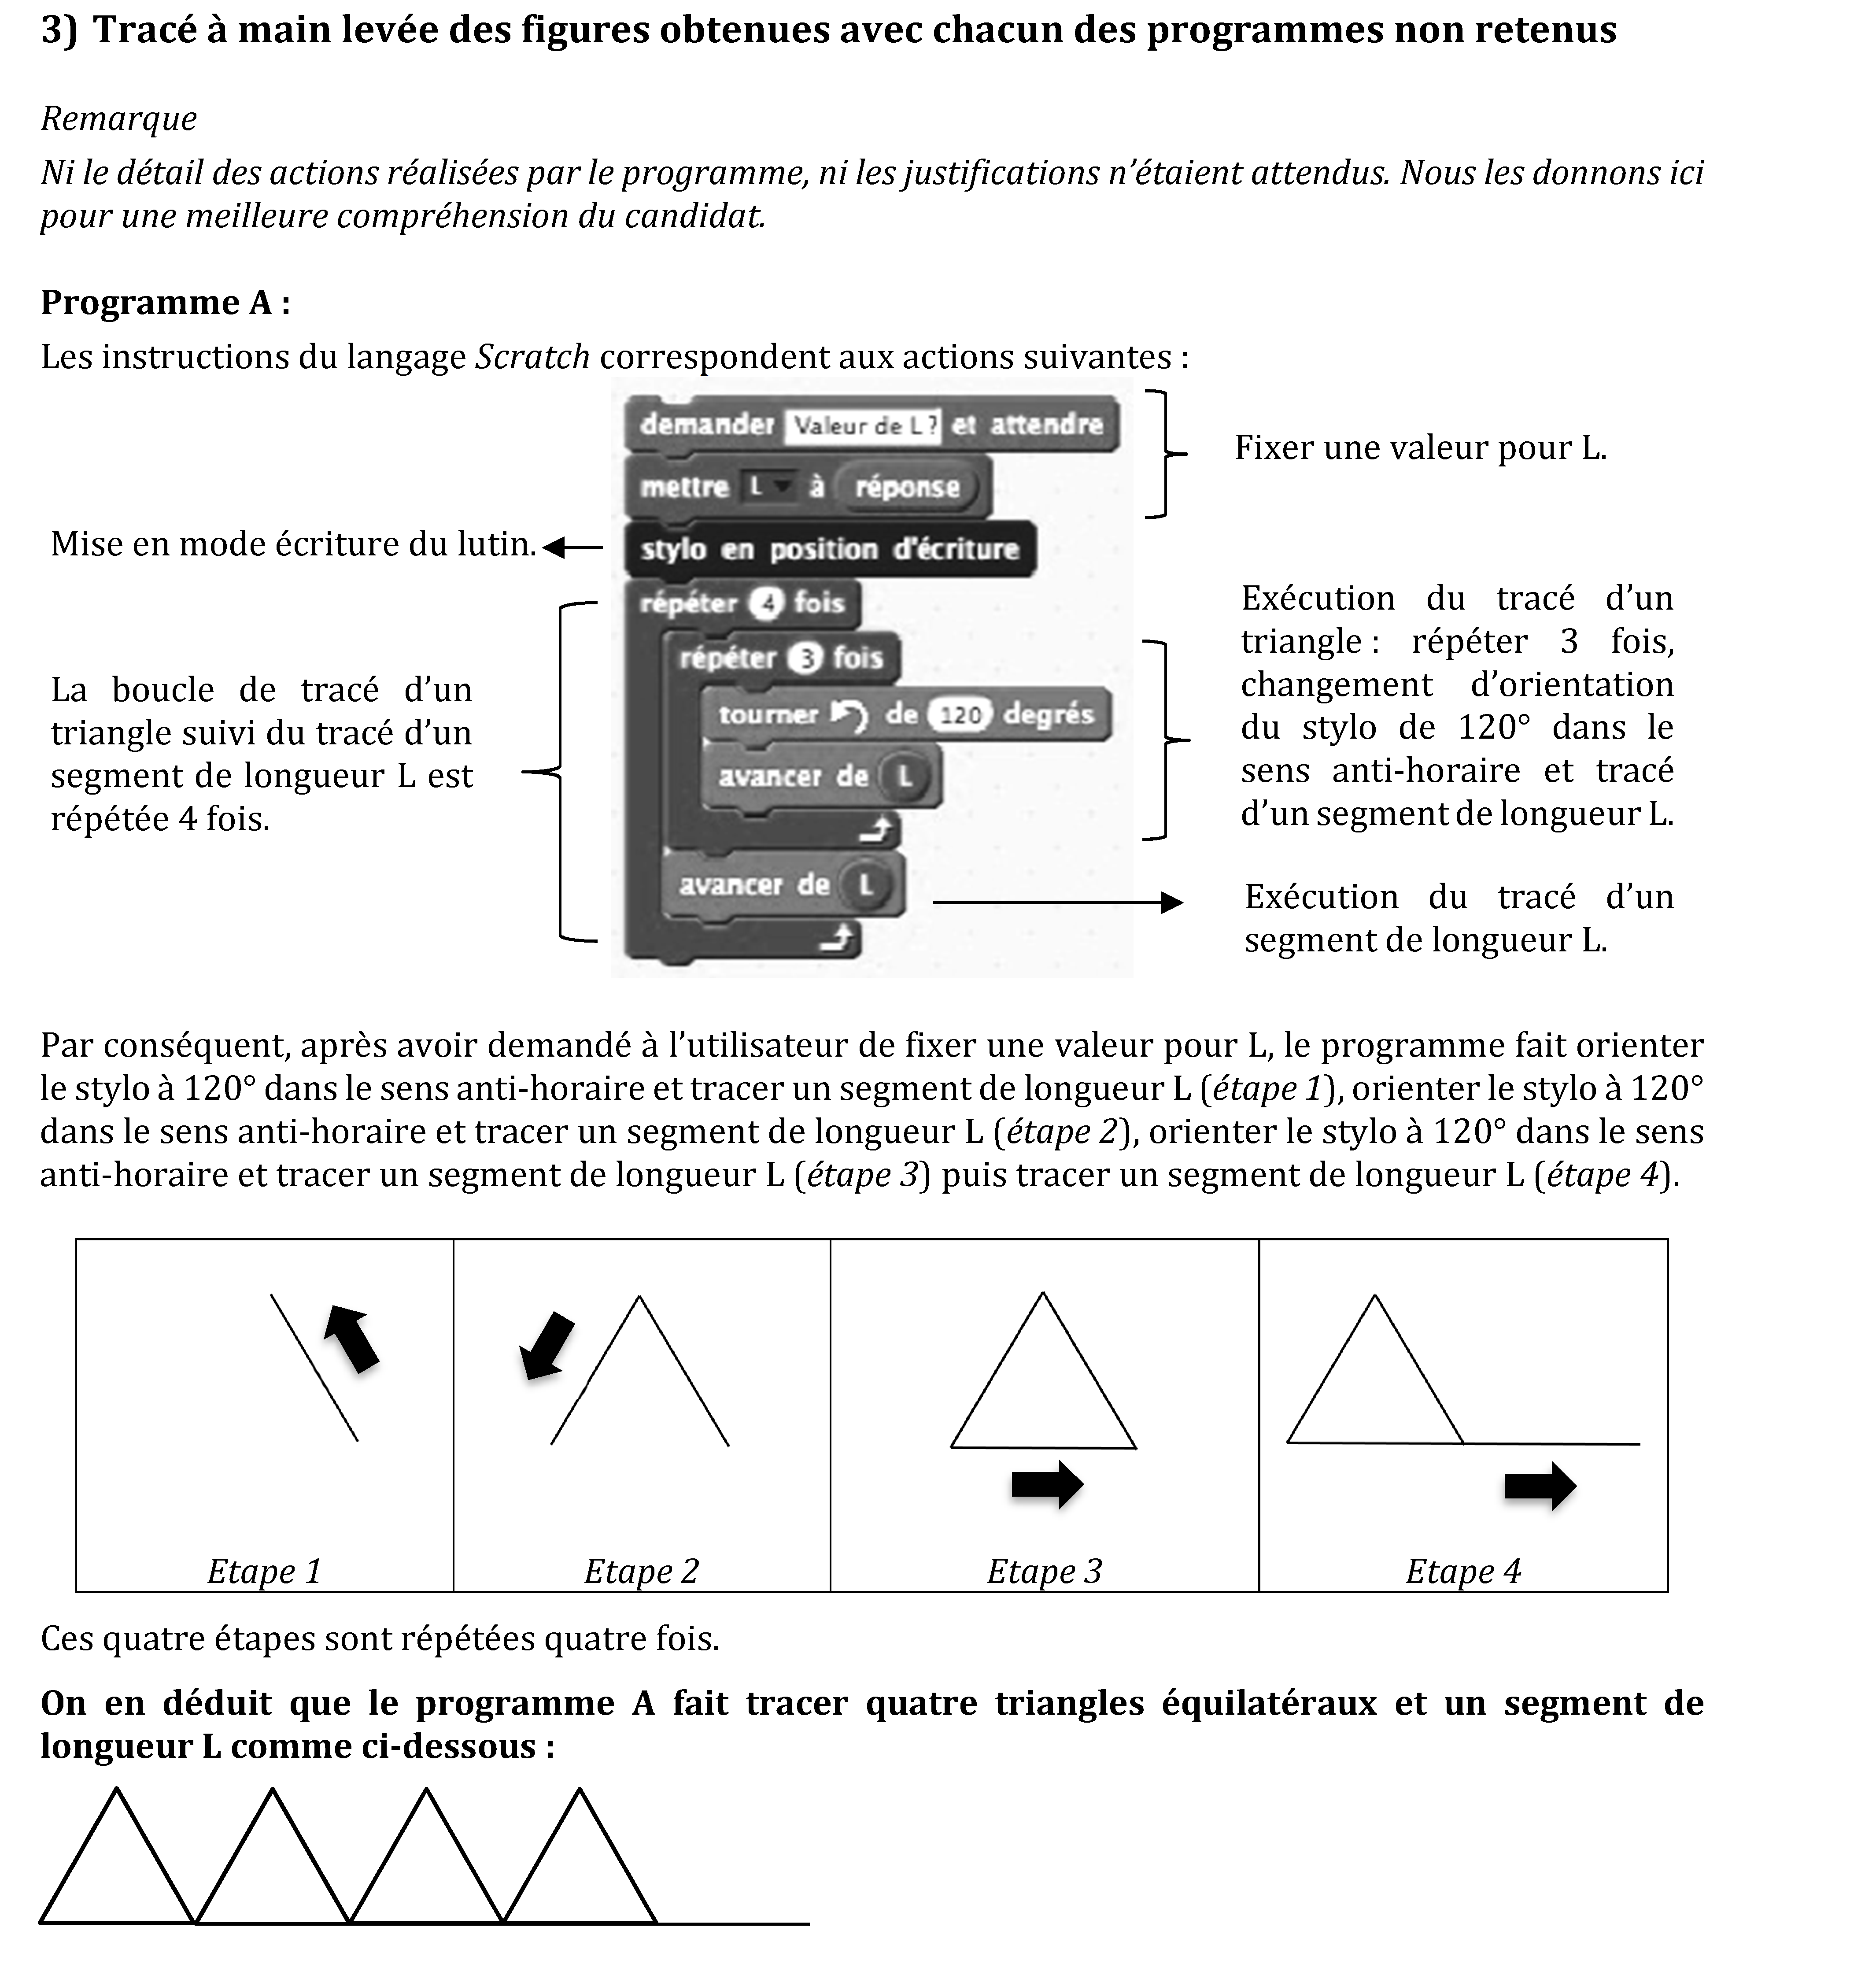 3) Tracé à main levée des figures obtenues avec chacun des programmes non retenus
Remarque
Ni le détail des actions réalisées par le programme, ni les justifications n'étaient attendus. Nous les donnons ici
pour une meilleure compréhension du candidat.
Programme A :
Les instructions du langage Scratch correspondent aux actions suivantes :
demander Valeur de L ? et attendre
mettre L à réponse
Fixer une valeur pour L.
Mise en mode écriture du lutin.
stylo en position d'écriture
répéter 4 fois
répéter 3 fois
tourner de 120 degrés
avancer de L
avancer de L
La boucle de tracé d'un
triangle suivi du tracé d'un
segment de longueur L est
répétée 4 fois.
Exécution du tracé d'un
triangle : répéter 3 fois,
changement d'orientation
du stylo de 120° dans le
sens anti-horaire et tracé
d'un segment de longueur L.
Exécution du tracé d'un
segment de longueur L.
Par conséquent, après avoir demandé à l'utilisateur de fixer une valeur pour L, le programme fait orienter
le stylo à 120° dans le sens anti-horaire et tracer un segment de longueur L (étape 1), orienter le stylo à 120°
dans le sens anti-horaire et tracer un segment de longueur L (étape 2), orienter le stylo à 120° dans le sens
anti-horaire et tracer un segment de longueur L (étape 3) puis tracer un segment de longueur L (étape 4).
Etape 1
Etape 2
Etape 3
Etape 4
Ces quatre étapes sont répétées quatre fois.
On en déduit que le programme A fait tracer quatre triangles équilatéraux et un segment de
longueur L comme ci-dessous :